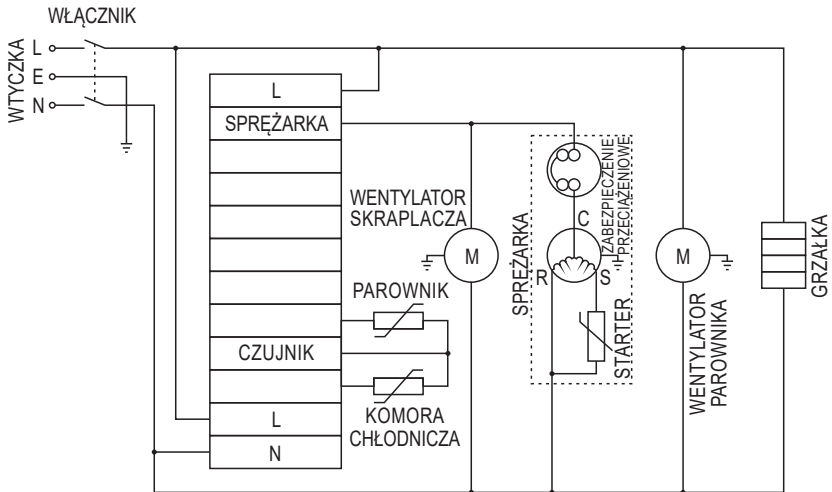 WŁĄCZNIK
WTYCZKA
L
E
N
L
SPRĘŻARKA
CZUJNIK
L
N
PAROWNIK
KOMORA
CHŁODNICZA
WENTYLATOR
SKRAPLACZA
M
SPRĘŻARKA
ZABEZPIECZENIE
PRZECIĄŻENIOWE
C
R
S
STARTER
M
WENTYLATOR
PAROWNIKA
GRZAŁKA